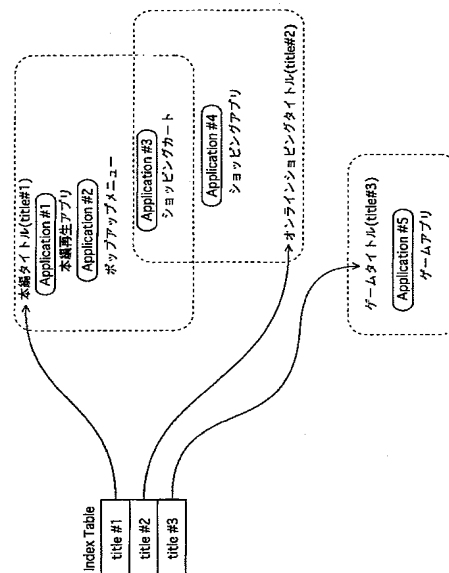 Index Table
title #1
title #2
title #3
本編タイトル(title#1)
Application #1
本編再生アプリ
Application #2
ポップアップメニュー
Application #3
ショッピングカート
Application #4
ショッピングアプリ
オンラインショッピングタイトル(title#2)
ゲームタイトル(title#3)
Application #5
ゲームアプリ